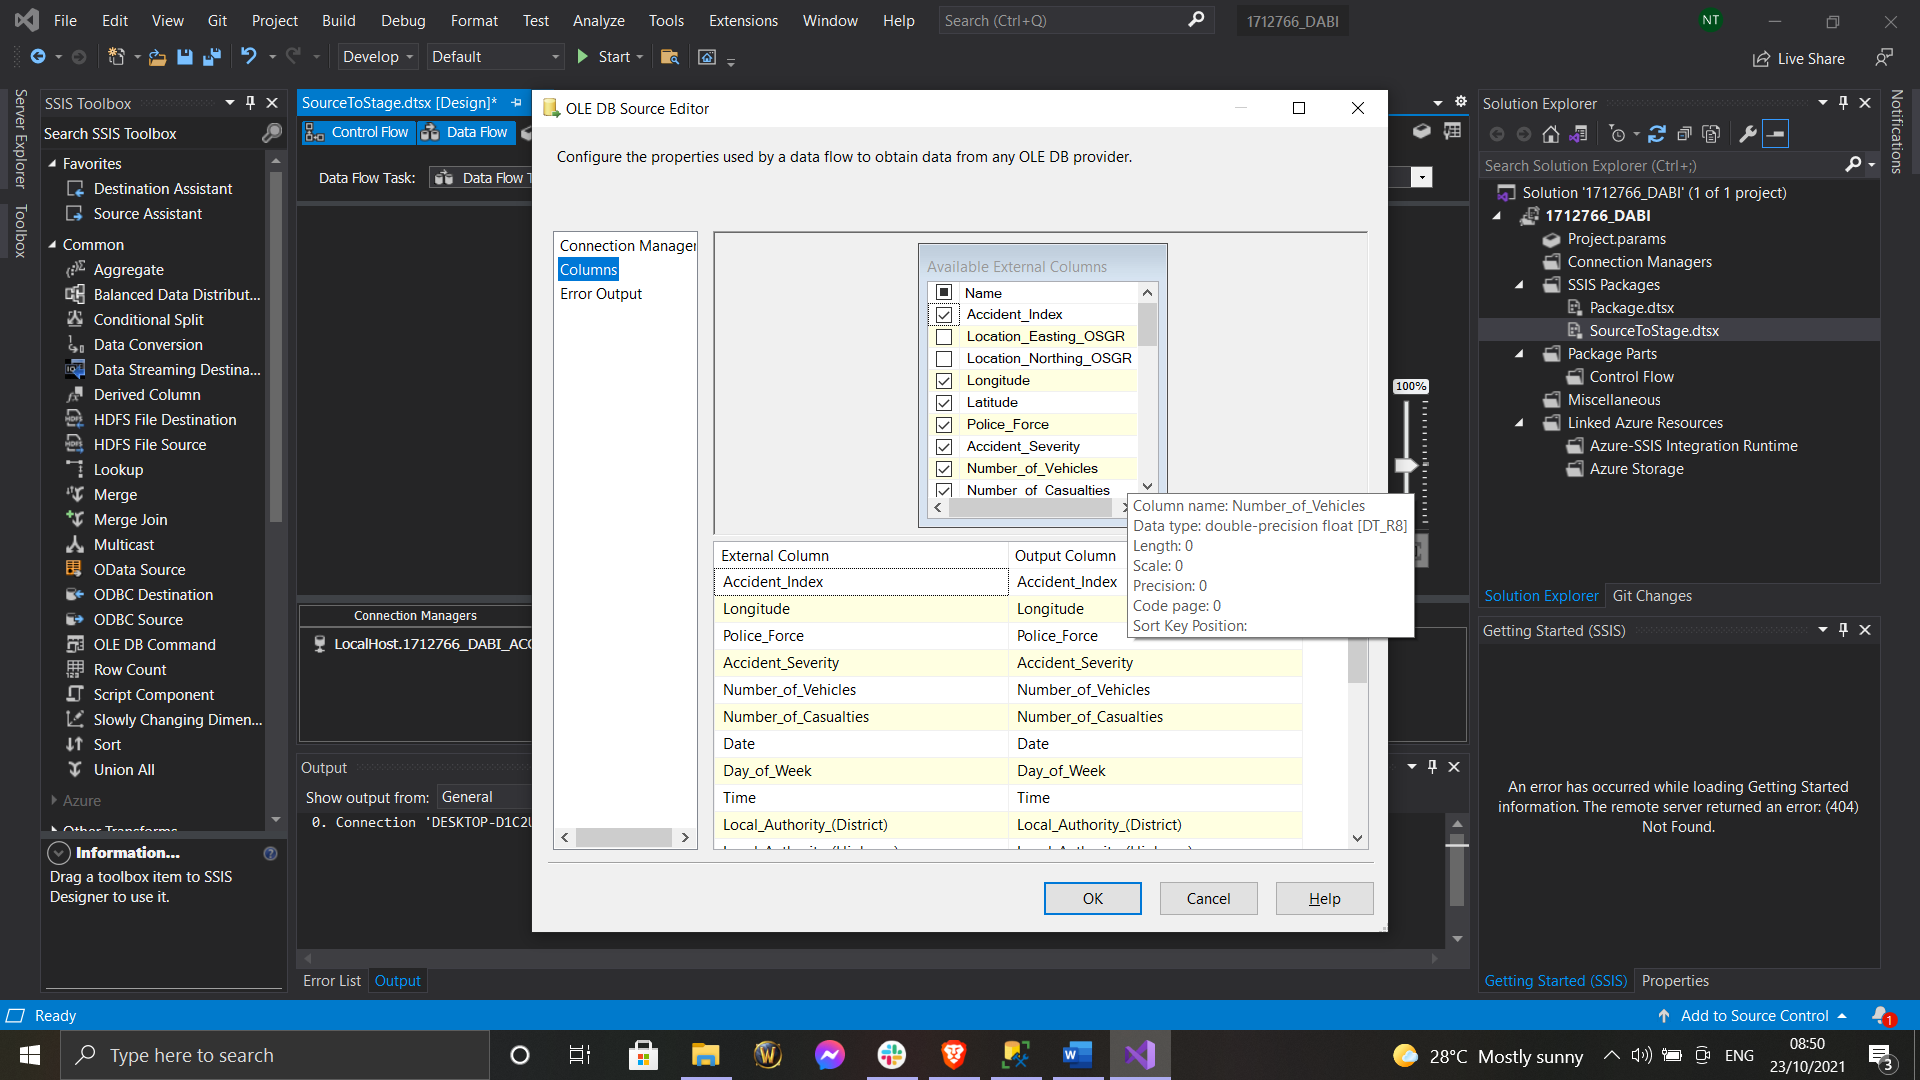 File Edit View Git Project Build Debug Format Test Analyze Tools Extensions Window Help Search (Ctrl+Q) 1712766_DABI NT
Develop Default Start Live Share
Server Explorer
Toolbox
SSIS Toolbox
Search SSIS Toolbox
Favorites
Destination Assistant
Source Assistant
Common
Aggregate
Balanced Data Distribut...
Conditional Split
Data Conversion
Data Streaming Destina...
Derived Column
HDFS File Destination
HDFS File Source
Lookup
Merge
Merge Join
Multicast
OData Source
ODBC Destination
ODBC Source
OLE DB Command
Row Count
Script Component
Slowly Changing Dimen...
Sort
Union All
Azure
Other Transforms
Information...
Drag a toolbox item to SSIS
Designer to use it.
SourceToStage.dtsx [Design]*
Control Flow Data Flow
Data Flow Task: Data Flow T
Connection Managers
LocalHost.1712766_DABI_ACC
Output
Show output from: General
0. Connection 'DESKTOP-D1C2U
Error List Output
OLE DB Source Editor
Configure the properties used by a data flow to obtain data from any OLE DB provider.
Connection Manager
Columns
Error Output
Available External Columns
Name
Accident_Index
Location_Easting_OSGR
Location_Northing_OSGR
Longitude
Latitude
Police_Force
Accident_Severity
Number_of_Vehicles
Number_of_Casualties
Column name: Number_of_Vehicles
Data type: double-precision float [DT_R8]
Length: 0
Scale: 0
Precision: 0
Code page: 0
Sort Key Position:
External Column Output Column
Accident_Index Accident_Index
Longitude Longitude
Police_Force Police_Force
Accident_Severity Accident_Severity
Number_of_Vehicles Number_of_Vehicles
Number_of_Casualties Number_of_Casualties
Date Date
Day_of_Week Day_of_Week
Time Time
Local_Authority_(District) Local_Authority_(District)
OK Cancel Help
100%
Solution Explorer
Search Solution Explorer (Ctrl+;)
Solution '1712766_DABI' (1 of 1 project)
1712766_DABI
Project.params
Connection Managers
SSIS Packages
Package.dtsx
SourceToStage.dtsx
Package Parts
Control Flow
Miscellaneous
Linked Azure Resources
Azure-SSIS Integration Runtime
Azure Storage
Solution Explorer Git Changes
Getting Started (SSIS)
An error has occurred while loading Getting Started
information. The remote server returned an error: (404)
Not Found.
Getting Started (SSIS) Properties
Notifications
Ready Add to Source Control 1
Type here to search 28°C Mostly sunny ENG 08:50
23/10/2021 3